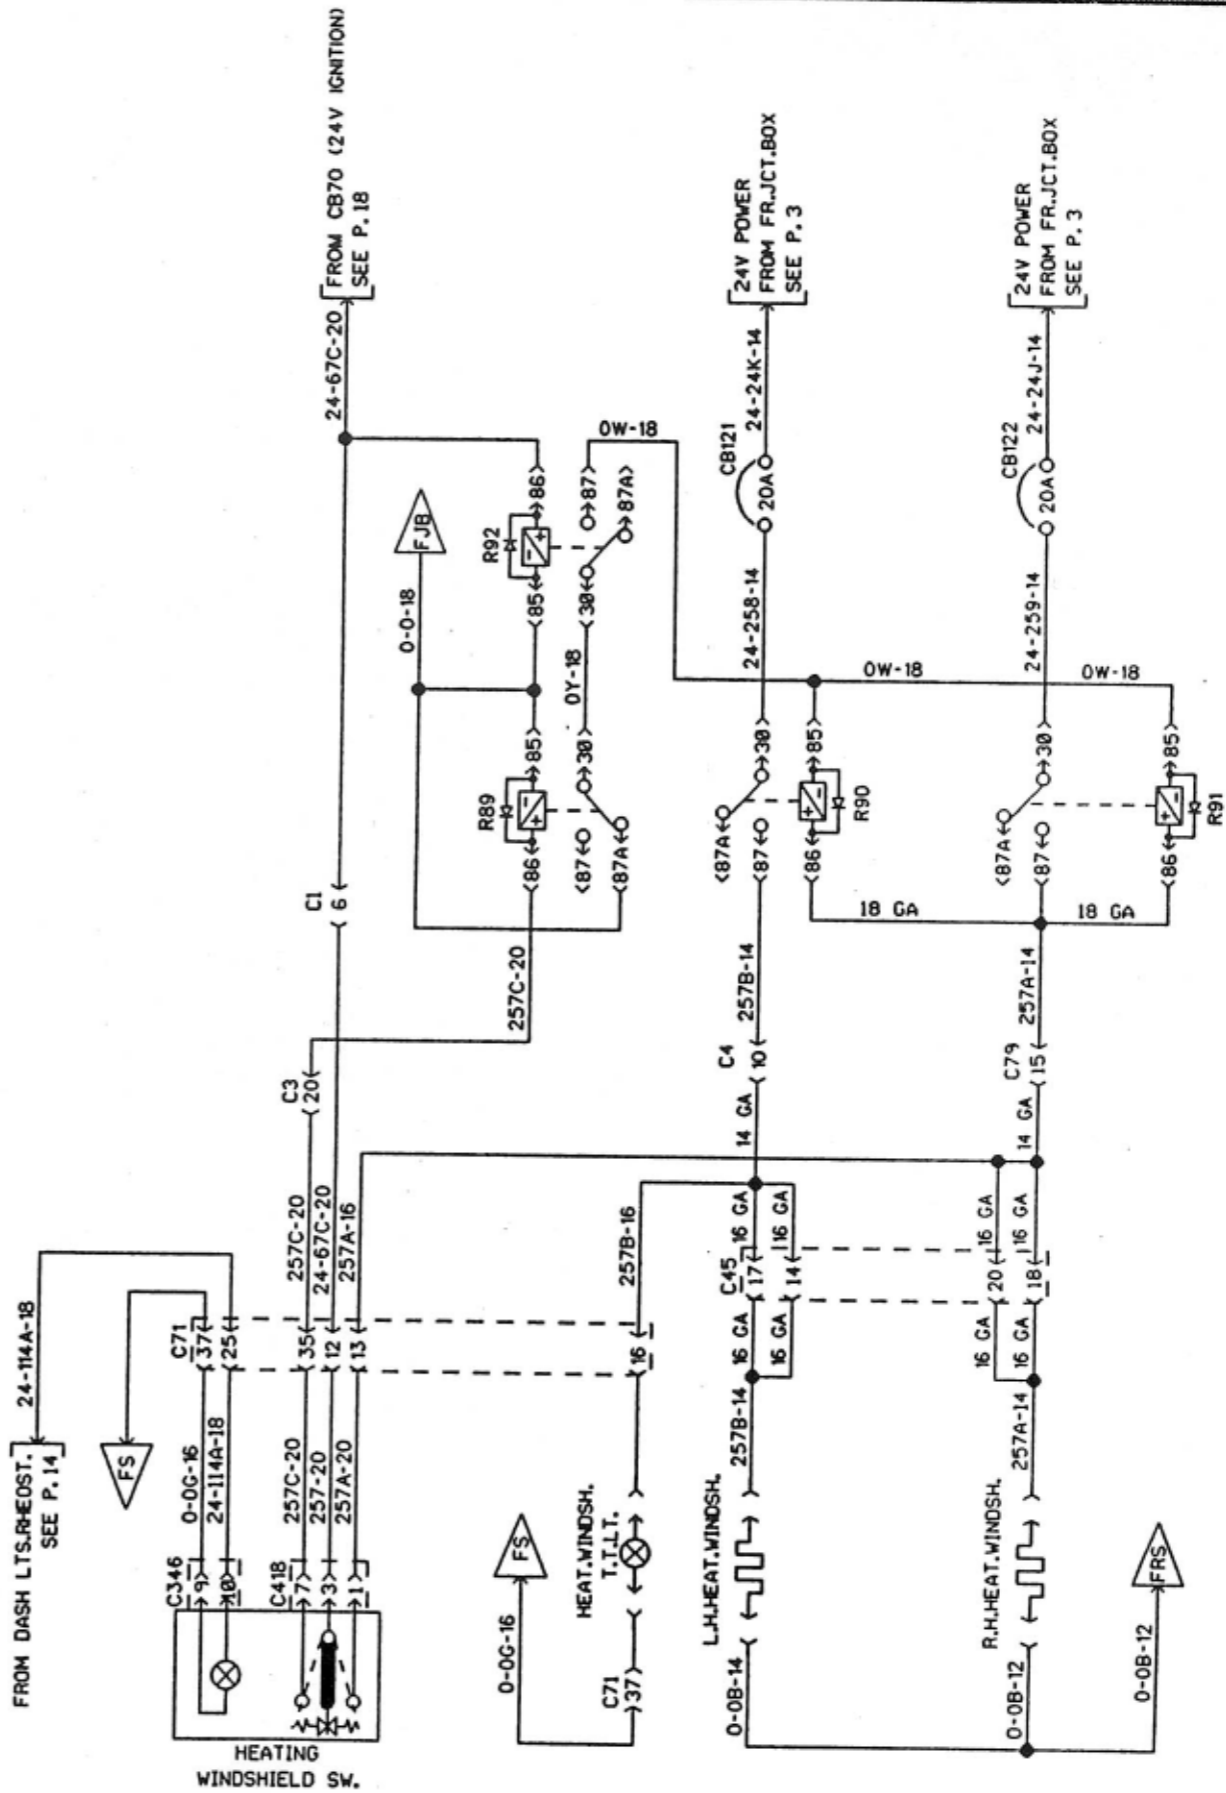 FROM DASH LTS.RHEOST.
SEE P.14
24-114A-18
FS
C71
37
25
35
12
13
16
0-0G-16
24-114A-18
C346
9
10
257C-20
257-20
257A-20
C418
7
3
1
HEATING
WINDSHIELD SW.
257C-20
24-67C-20
257A-16
C3
20
C1
6
24-67C-20
FROM CB70 (24V IGNITION)
SEE P.18
257C-20
R89
86
85
87
30
87A
0-0-18
FJB
0Y-18
R92
85
86
30
87
87A
0W-18
FS
0-0G-16
C71
37
HEAT.WINDSH.
T.T.LT.
257B-16
L.H.HEAT.WINDSH.
0-0B-14
257B-14
16 GA
16 GA
C45
17
14
16 GA
16 GA
14 GA
C4
10
257B-14
87A
87
30
86
85
R90
24-258-14
CB121
20A
24-24K-14
24V POWER
FROM FR.JCT.BOX
SEE P.3
0W-18
0W-18
18 GA
18 GA
R.H.HEAT.WINDSH.
0-0B-12
257A-14
16 GA
16 GA
20
18
16 GA
16 GA
14 GA
C79
15
257A-14
87A
87
30
86
85
R91
24-259-14
CB122
20A
24-24J-14
24V POWER
FROM FR.JCT.BOX
SEE P.3
0-0B-12
FRS